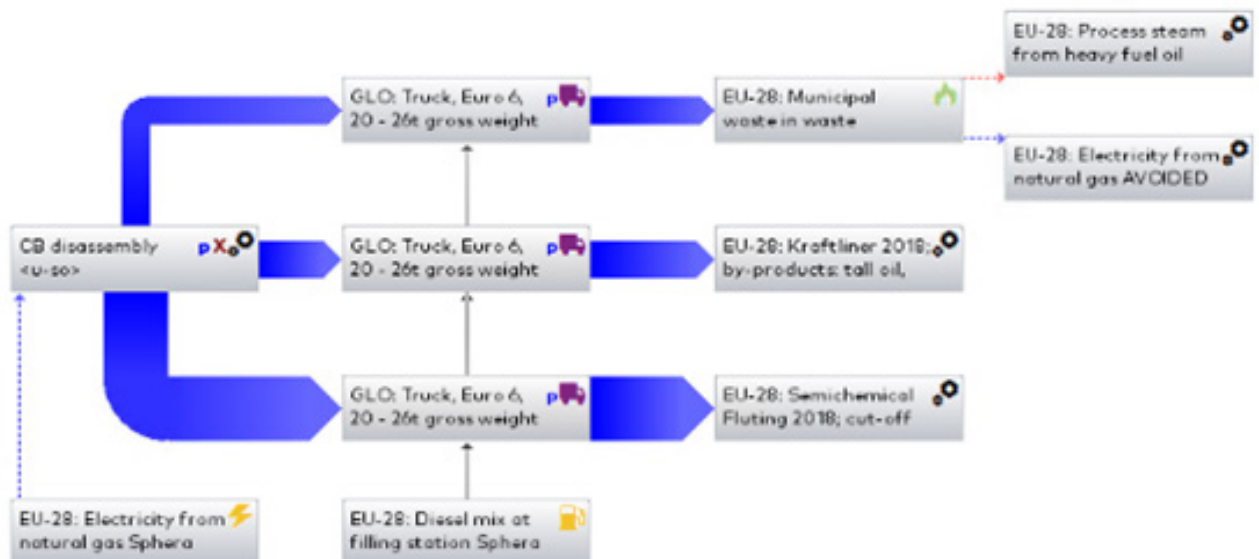 EU-28: Process steam
from heavy fuel oil
GLO: Truck, Euro 6,
20 - 26t gross weight
p
EU-28: Municipal
waste in waste
EU-28: Electricity from
natural gas AVOIDED
CB disassembly
<u-so>
p X
GLO: Truck, Euro 6,
20 - 26t gross weight
p
EU-28: Kraftliner 2018;
by-products: tall oil,
GLO: Truck, Euro 6,
20 - 26t gross weight
p
EU-28: Semichemical
Fluting 2018; cut-off
EU-28: Electricity from
natural gas Sphera
EU-28: Diesel mix at
filling station Sphera